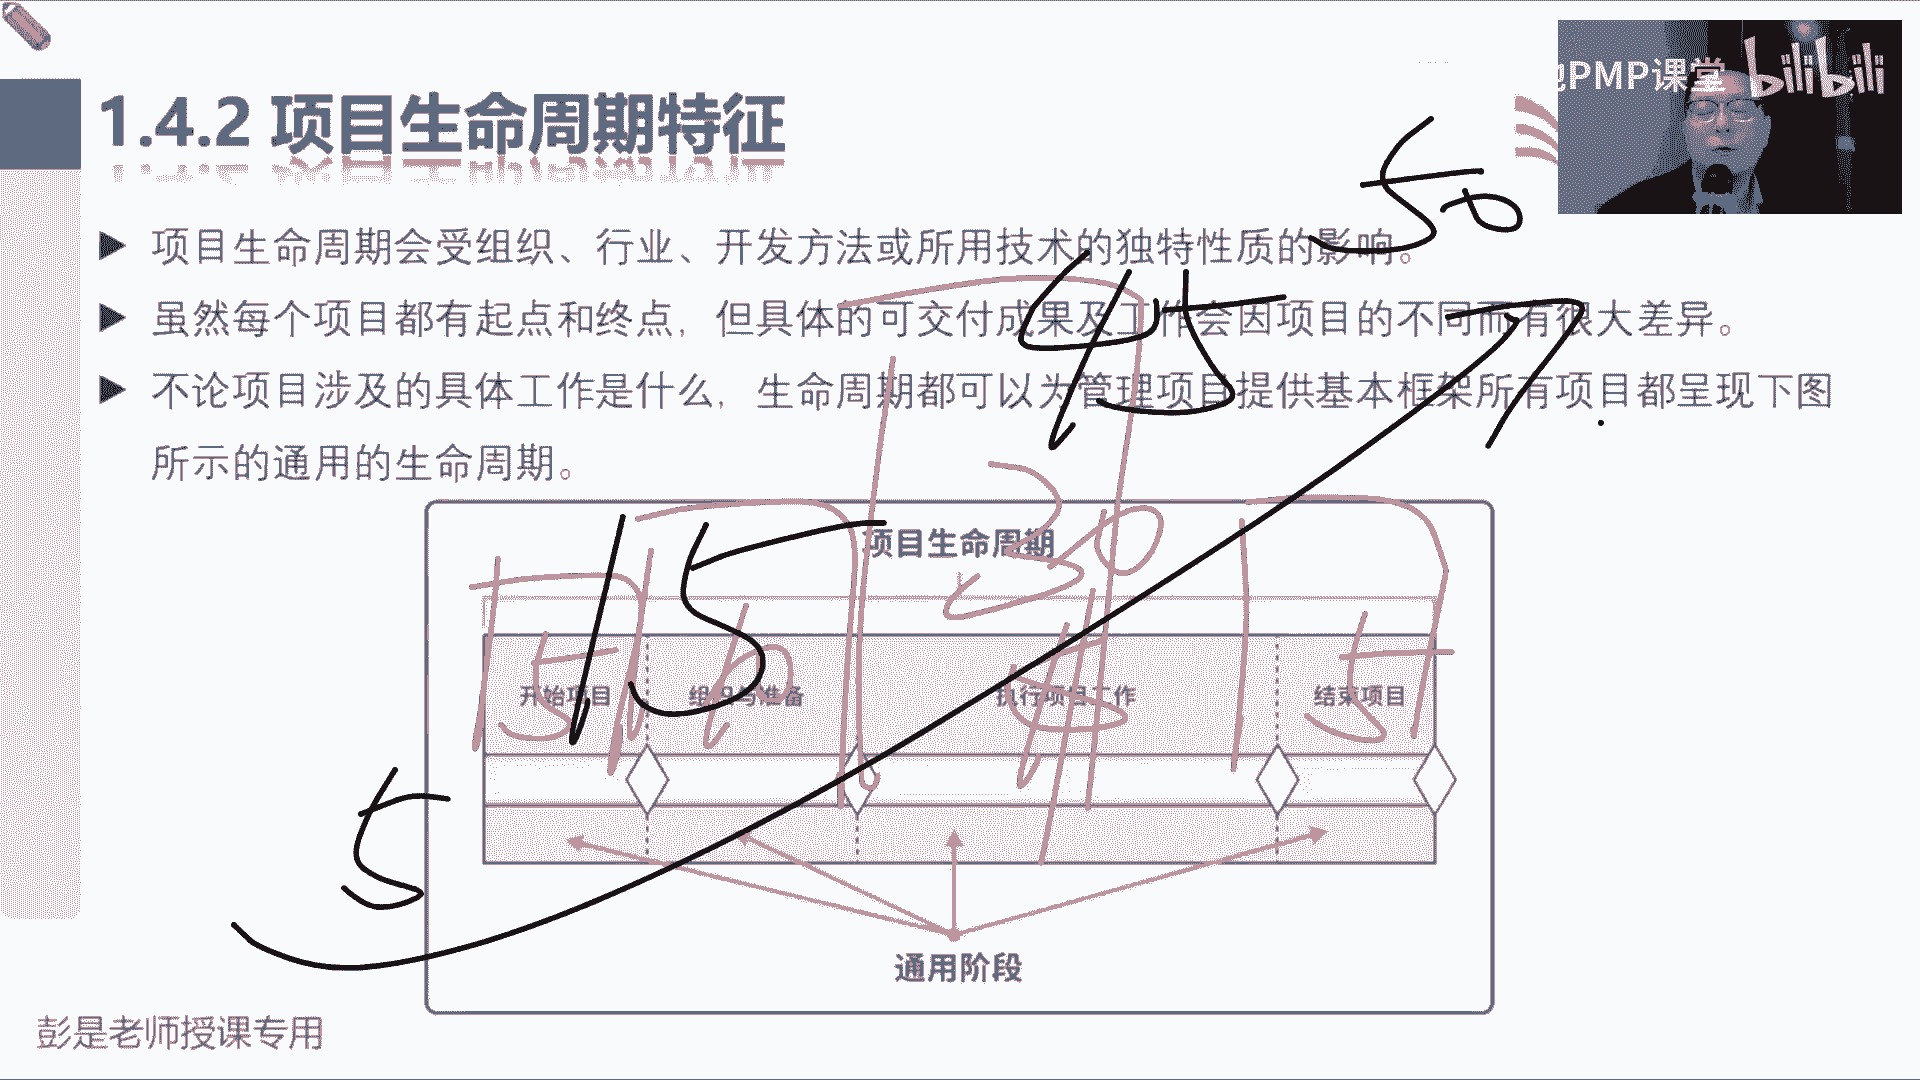 池PMP课堂 bilibili
1.4.2 项目生命周期特征
50
项目生命周期会受组织、行业、开发方法或所用技术的独特性质的影响。
45
虽然每个项目都有起点和终点，但具体的可交付成果及工作会因项目的不同而有很大差异。
不论项目涉及的具体工作是什么，生命周期都可以为管理项目提供基本框架所有项目都呈现下图
所示的通用的生命周期。
15
30
项目生命周期
开始项目 组织与准备 执行项目工作 结束项目
5
5
5
通用阶段
彭是老师授课专用